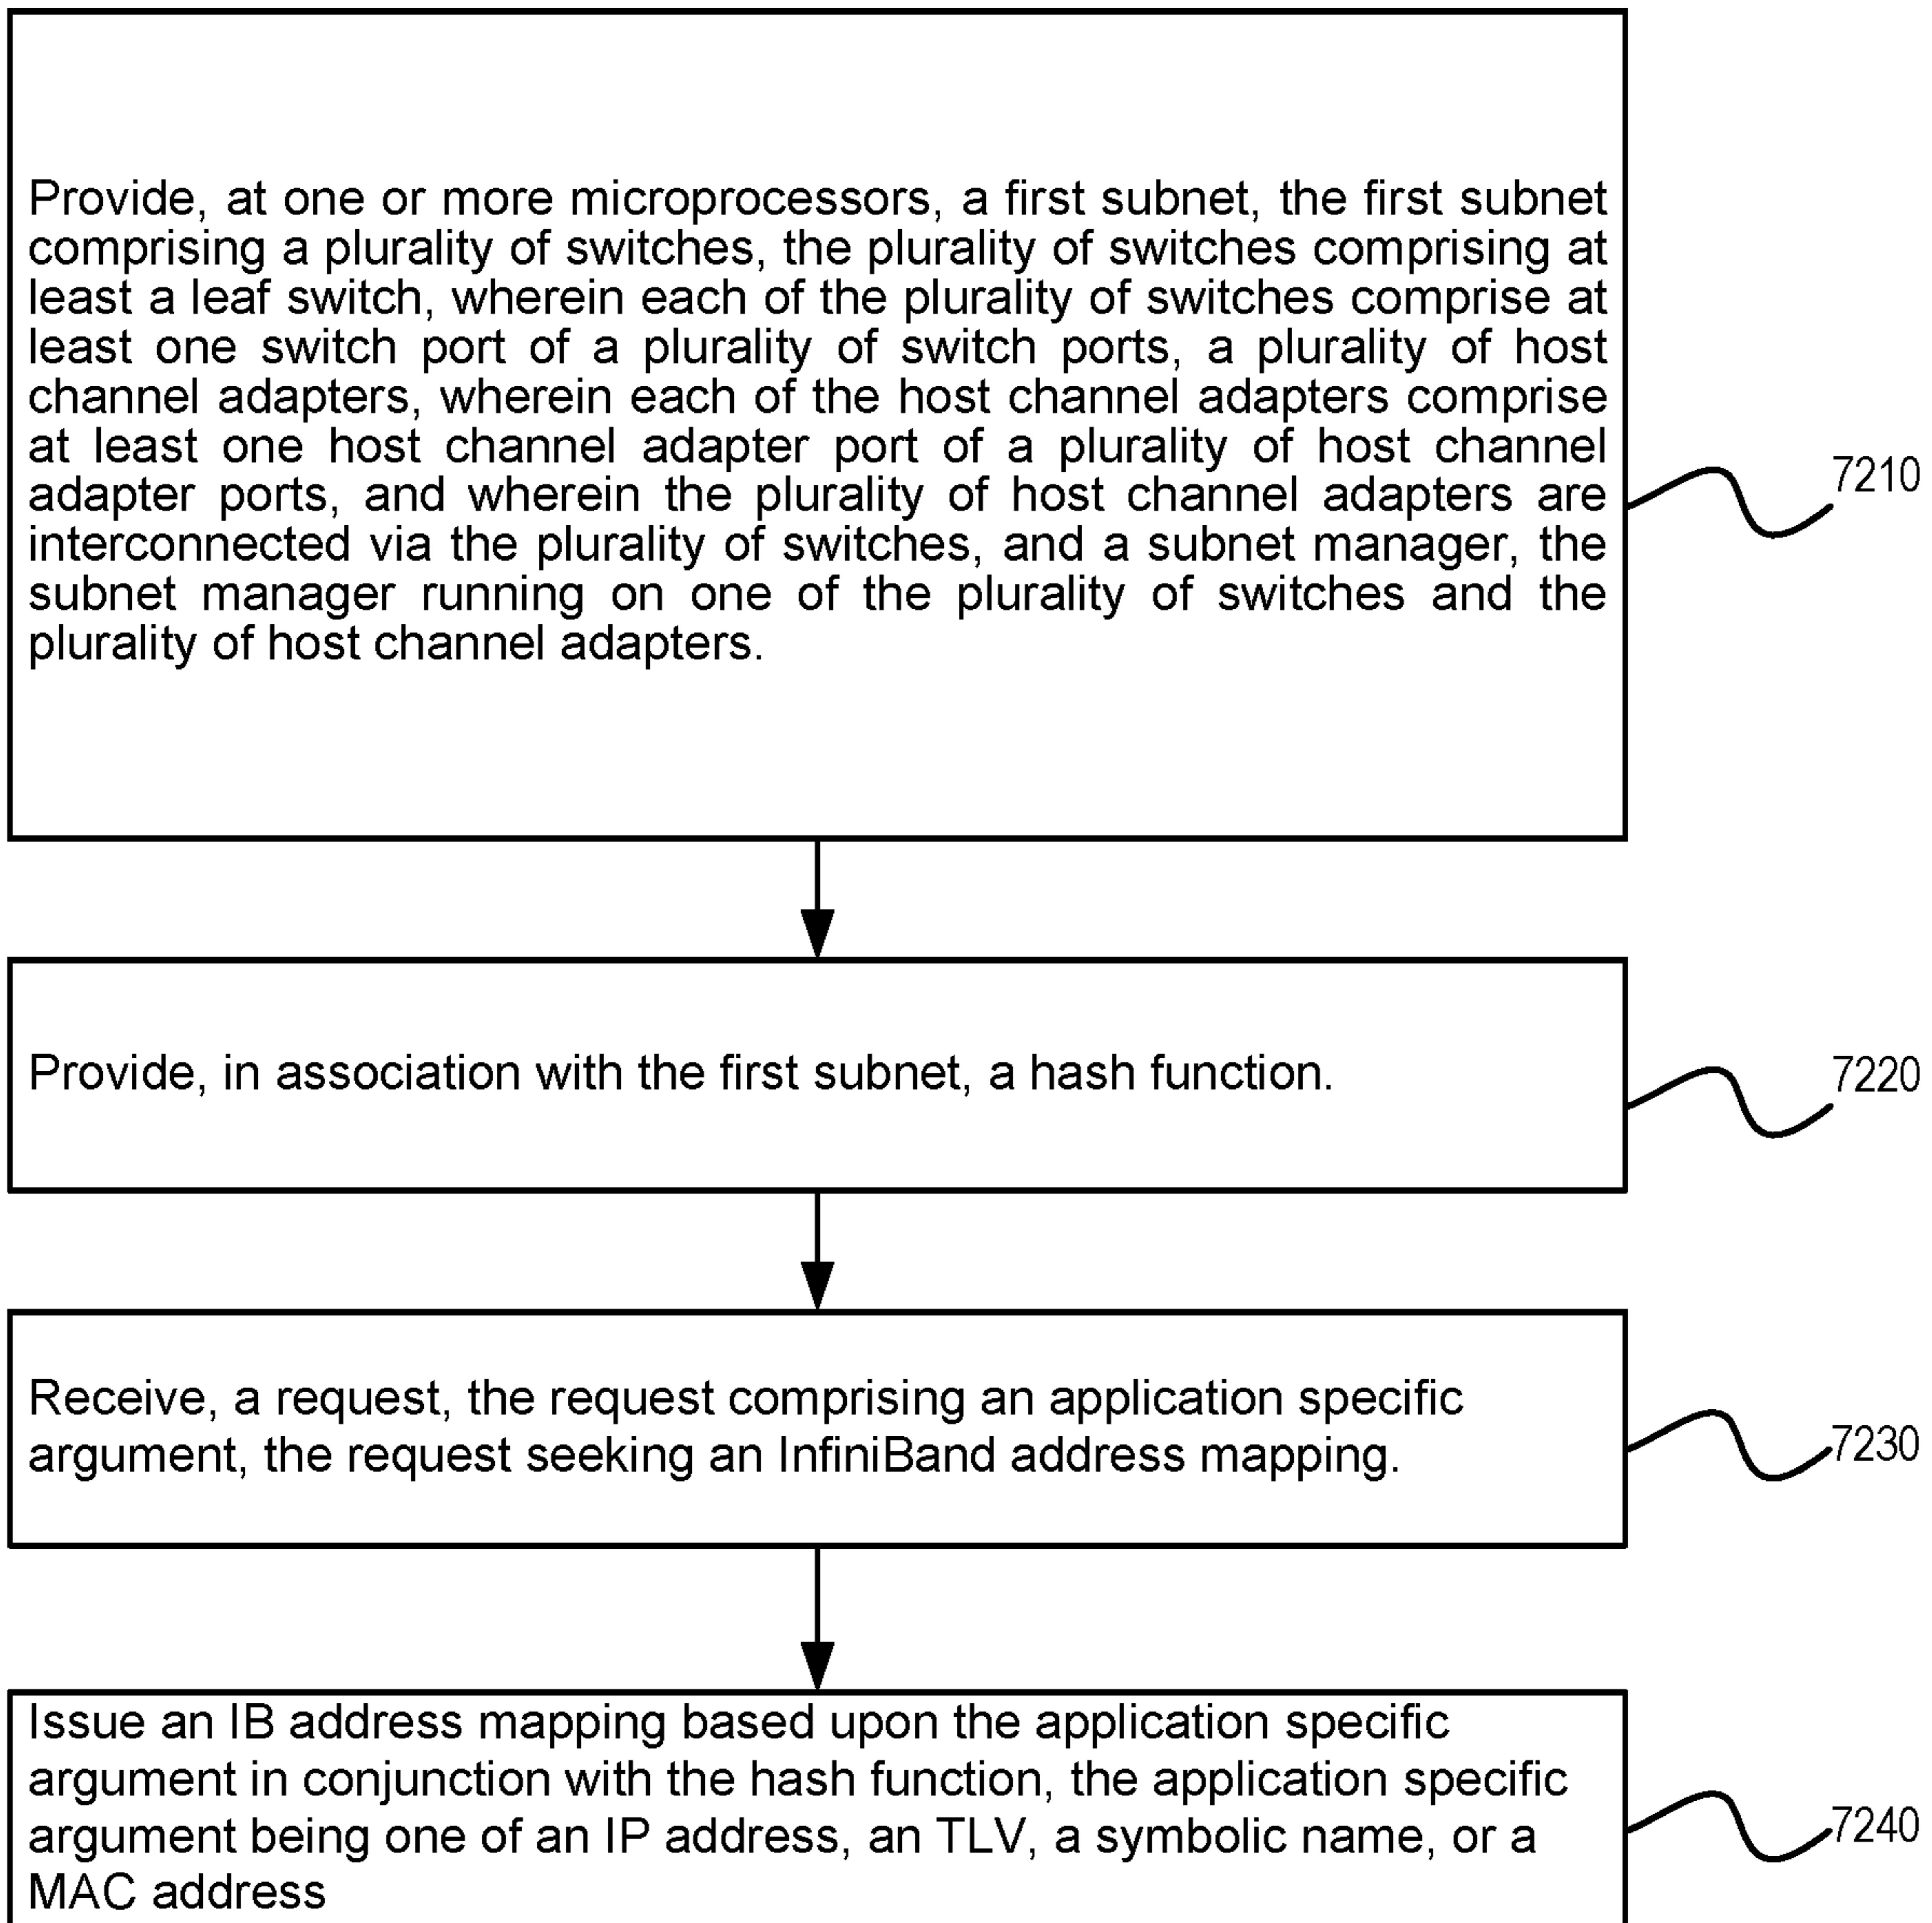 Provide, at one or more microprocessors, a first subnet, the first subnet
comprising a plurality of switches, the plurality of switches comprising at
least a leaf switch, wherein each of the plurality of switches comprise at
least one switch port of a plurality of switch ports, a plurality of host
channel adapters, wherein each of the host channel adapters comprise
at least one host channel adapter port of a plurality of host channel
adapter ports, and wherein the plurality of host channel adapters are
interconnected via the plurality of switches, and a subnet manager, the
subnet manager running on one of the plurality of switches and the
plurality of host channel adapters.
7210
Provide, in association with the first subnet, a hash function.
7220
Receive, a request, the request comprising an application specific
argument, the request seeking an InfiniBand address mapping.
7230
Issue an IB address mapping based upon the application specific
argument in conjunction with the hash function, the application specific
argument being one of an IP address, an TLV, a symbolic name, or a
MAC address
7240